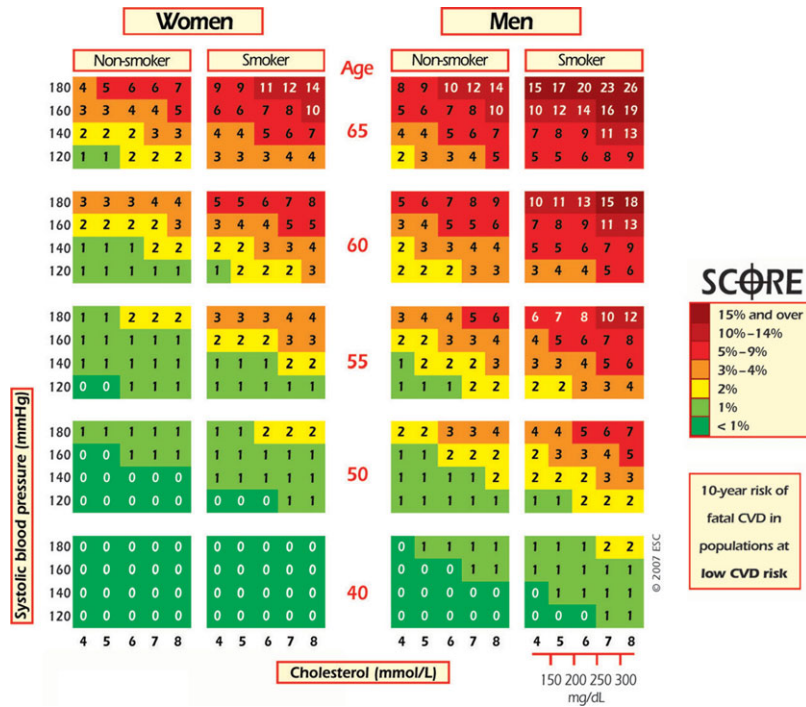 Women Men
Non-smoker Smoker Age Non-smoker Smoker
180 4 5 6 6 7 9 9 11 12 14 8 9 10 12 14 15 17 20 23 26
160 3 3 4 4 5 6 6 7 8 10 5 6 7 8 10 10 12 14 16 19
65
140 2 2 2 3 3 4 4 5 6 7 4 4 5 6 7 7 8 9 11 13
120 1 1 2 2 2 3 3 3 4 4 2 3 3 4 5 5 5 6 8 9
180 3 3 3 4 4 5 5 6 7 8 5 6 7 8 9 10 11 13 15 18
160 2 2 2 2 3 3 4 4 5 5 3 4 5 5 6 7 8 9 11 13
60
140 1 1 1 2 2 2 2 3 3 4 2 3 3 4 4 5 5 6 7 9
120 1 1 1 1 1 1 2 2 2 3 2 2 2 3 3 3 4 4 5 6
180 1 1 2 2 2 3 3 3 4 4 3 4 4 5 6 6 7 8 10 12
160 1 1 1 1 1 2 2 2 3 3 2 2 3 3 4 4 5 6 7 8
55
140 1 1 1 1 1 1 1 1 2 2 1 2 2 2 3 3 3 4 5 6
120 0 0 1 1 1 1 1 1 1 1 1 1 1 2 2 2 2 3 3 4
180 1 1 1 1 1 1 1 2 2 2 2 2 3 3 4 4 4 5 6 7
160 0 0 1 1 1 1 1 1 1 1 1 1 2 2 2 2 3 3 4 5
50
140 0 0 0 0 0 1 1 1 1 1 1 1 1 1 2 2 2 2 3 3
120 0 0 0 0 0 0 0 0 1 1 1 1 1 1 1 1 1 2 2 2
180 0 0 0 0 0 0 0 0 0 0 0 1 1 1 1 1 1 1 2 2
160 0 0 0 0 0 0 0 0 0 0 0 0 0 1 1 1 1 1 1 1
40
140 0 0 0 0 0 0 0 0 0 0 0 0 0 0 0 0 1 1 1 1
120 0 0 0 0 0 0 0 0 0 0 0 0 0 0 0 0 0 0 1 1
4 5 6 7 8 4 5 6 7 8 4 5 6 7 8 4 5 6 7 8
Systolic blood pressure (mmHg)
Cholesterol (mmol/L)
150 200 250 300
mg/dL
© 2007 ESC
SCORE
15% and over
10%–14%
5%–9%
3%–4%
2%
1%
< 1%
10-year risk of
fatal CVD in
populations at
low CVD risk